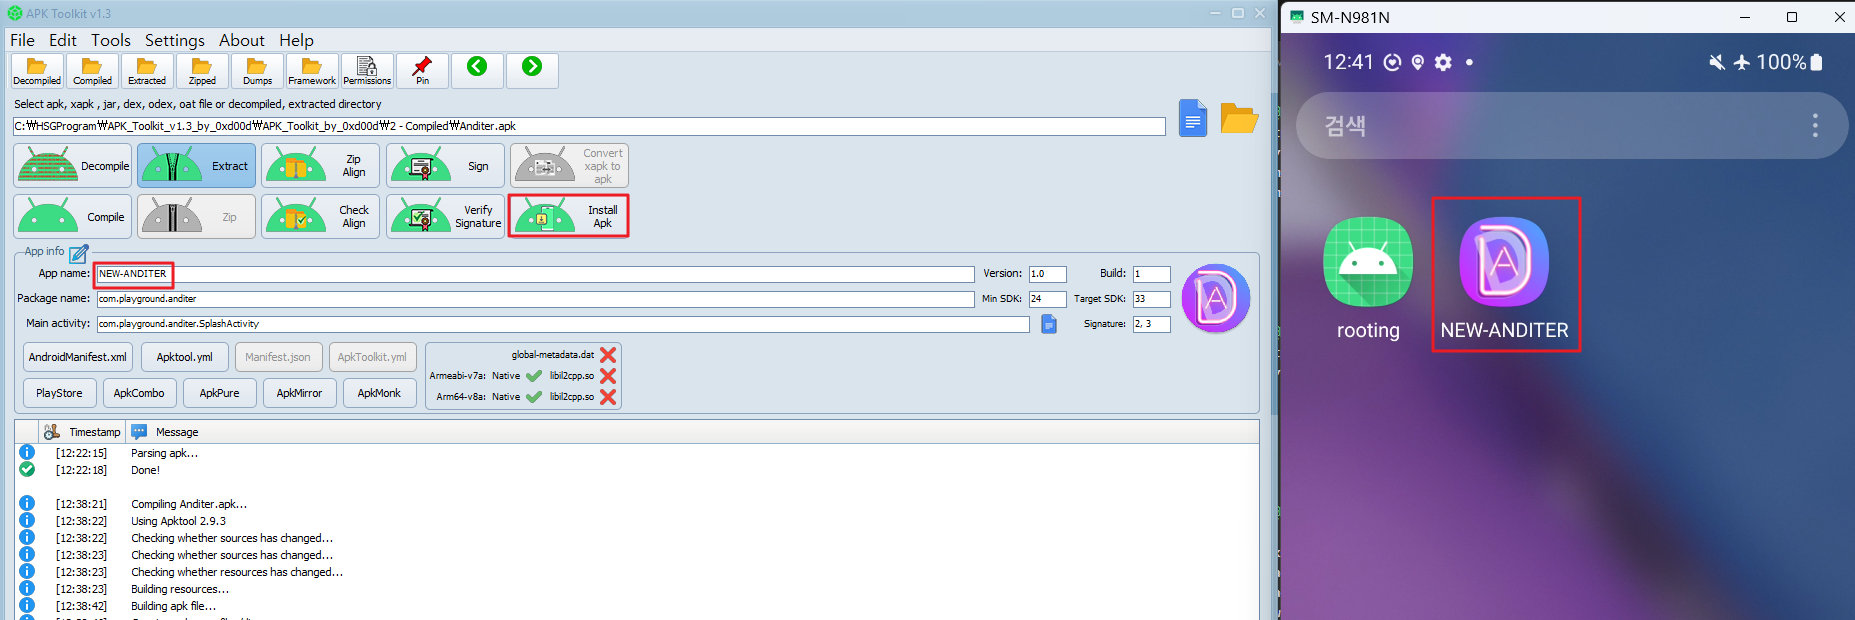 APK Toolkit v1.3
File Edit Tools Settings About Help
Decompiled Compiled Extracted Zipped Dumps Framework Permissions Pin
Select apk, xapk , jar, dex, odex, oat file or decompiled, extracted directory
C:₩HSGProgram₩APK_Toolkit_v1.3_by_0xd00d₩APK_Toolkit_by_0xd00d₩2 - Compiled₩Anditer.apk
Decompile Extract Zip Align Sign Convert xapk to apk
Compile Zip Check Align Verify Signature Install Apk
App info
App name: NEW-ANDITER Version: 1.0 Build: 1
Package name: com.playground.anditer Min SDK: 24 Target SDK: 33
Main activity: com.playground.anditer.SplashActivity Signature: 2, 3
AndroidManifest.xml Apktool.yml Manifest.json ApkToolkit.yml
PlayStore ApkCombo ApkPure ApkMirror ApkMonk
global-metadata.dat
Armeabi-v7a: Native libil2cpp.so
Arm64-v8a: Native libil2cpp.so
Timestamp Message
[12:22:15] Parsing apk...
[12:22:18] Done!
[12:38:21] Compiling Anditer.apk...
[12:38:22] Using Apktool 2.9.3
[12:38:22] Checking whether sources has changed...
[12:38:23] Checking whether sources has changed...
[12:38:23] Checking whether resources has changed...
[12:38:23] Building resources...
[12:38:42] Building apk file...
SM-N981N
12:41 100%
검색
rooting NEW-ANDITER